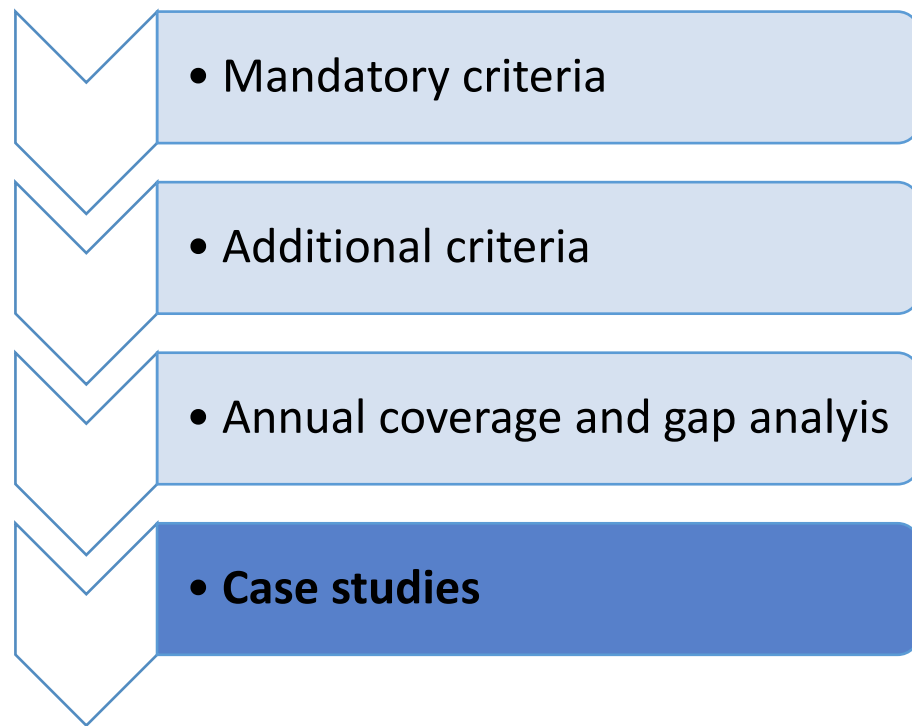 • Mandatory criteria
• Additional criteria
• Annual coverage and gap analyis
• Case studies